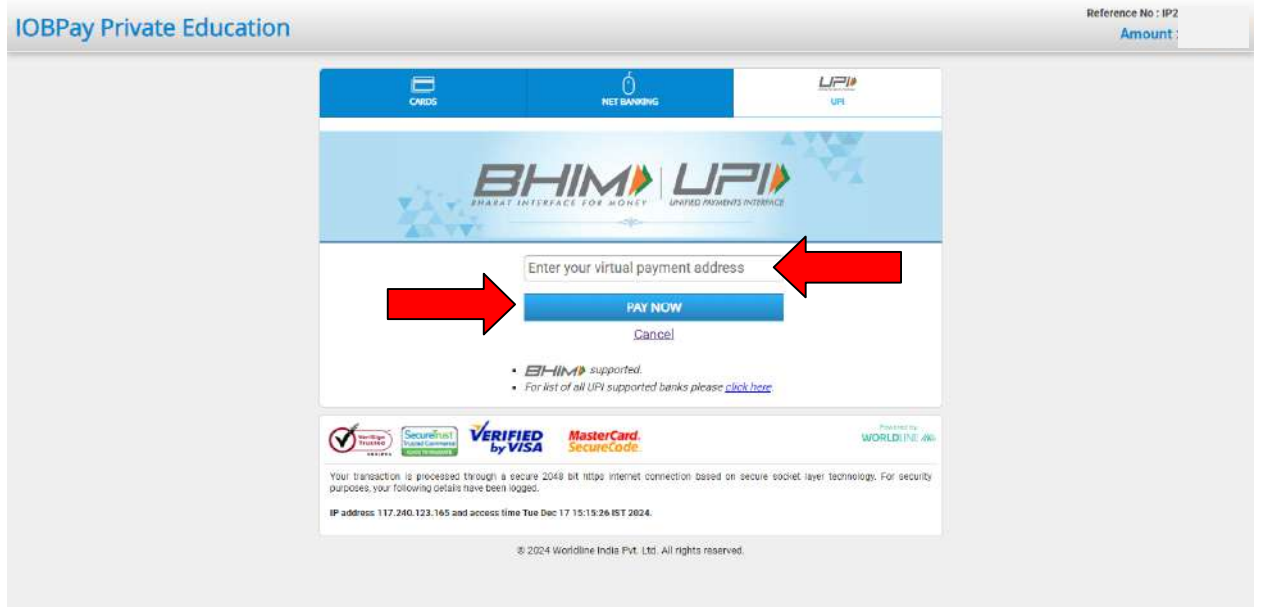 IOBPay Private Education
Reference No : IP2
Amount :
CARDS
NET BANKING
UPI
UPI
BHIM UPI
BHARAT INTERFACE FOR MONEY UNIFIED PAYMENTS INTERFACE
Enter your virtual payment address
PAY NOW
Cancel
BHIM supported.
For list of all UPI supported banks please click here.
VeriSign
Trusted
SecureTrust
Trusted Commerce
VERIFIED
by VISA
MasterCard.
SecureCode.
Powered by
WORLDLINE
Your transaction is processed through a secure 2048 bit https internet connection based on secure socket layer technology. For security
purposes, your following details have been logged.
IP address 117.240.123.165 and access time Tue Dec 17 15:15:26 IST 2024.
© 2024 Worldline India Pvt. Ltd. All rights reserved.